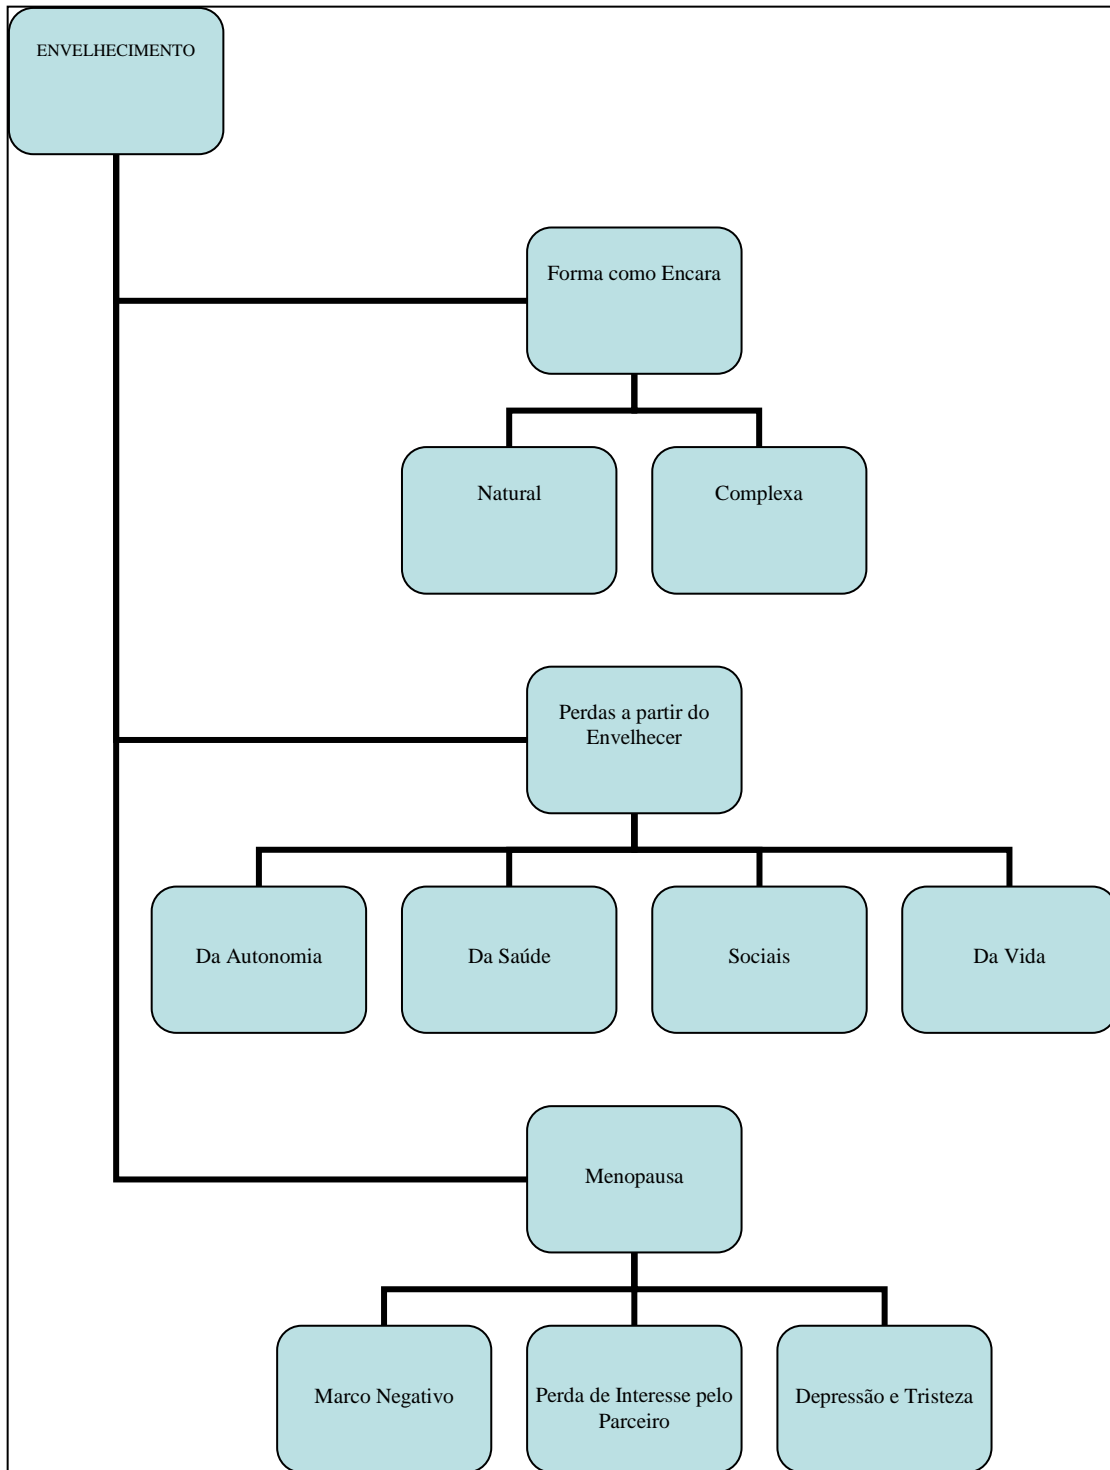 ENVELHECIMENTO
Forma como Encara
Natural
Complexa
Perdas a partir do
Envelhecer
Da Autonomia
Da Saúde
Sociais
Da Vida
Menopausa
Marco Negativo
Perda de Interesse pelo
Parceiro
Depressão e Tristeza